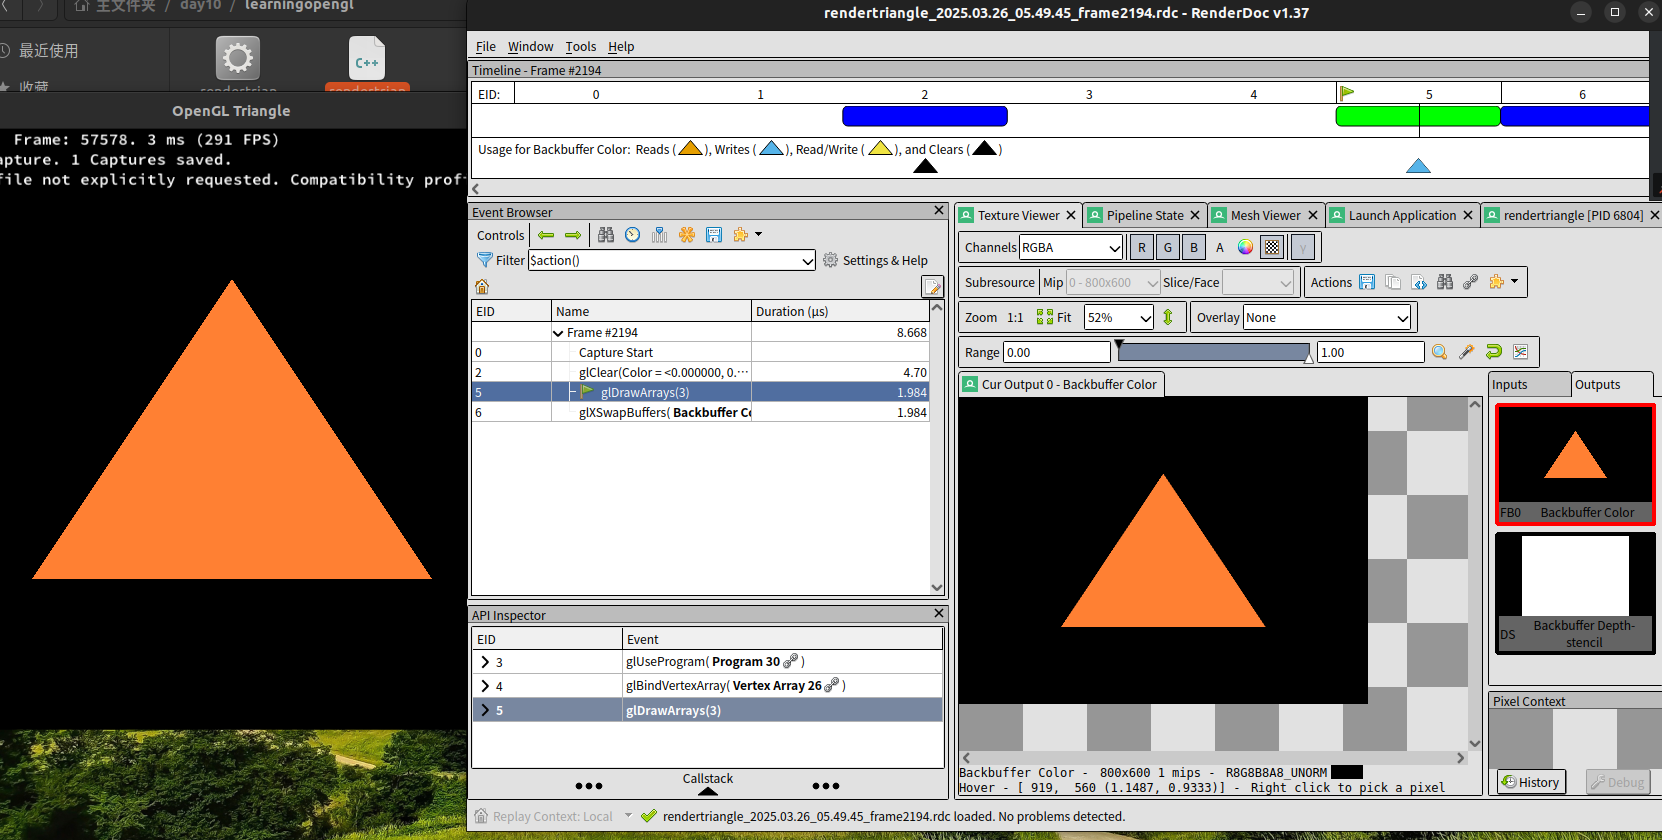 主文件夹 / day10 / learningopengl
最近使用
收藏
C++
OpenGL Triangle
Frame: 57578. 3 ms (291 FPS)
apture. 1 Captures saved.
file not explicitly requested. Compatibility prof
rendertriangle_2025.03.26_05.49.45_frame2194.rdc - RenderDoc v1.37
File Window Tools Help
Timeline - Frame #2194
EID: 0 1 2 3 4 5 6
Usage for Backbuffer Color: Reads ( ), Writes ( ), Read/Write ( ), and Clears ( )
Event Browser
Controls
Filter $action() Settings & Help
EID Name Duration (µs)
Frame #2194 8.668
0 Capture Start
2 glClear(Color = <0.000000, 0.… 4.70
5 glDrawArrays(3) 1.984
6 glXSwapBuffers( Backbuffer Co 1.984
API Inspector
EID Event
3 glUseProgram( Program 30 )
4 glBindVertexArray( Vertex Array 26 )
5 glDrawArrays(3)
Callstack
Texture Viewer Pipeline State Mesh Viewer Launch Application rendertriangle [PID 6804]
Channels RGBA R G B A γ
Subresource Mip 0 - 800x600 Slice/Face Actions
Zoom 1:1 Fit 52% Overlay None
Range 0.00 1.00
Cur Output 0 - Backbuffer Color
Inputs Outputs
FB0 Backbuffer Color
DS Backbuffer Depth-
stencil
Pixel Context
History Debug
Backbuffer Color - 800x600 1 mips - R8G8B8A8_UNORM
Hover - [ 919, 560 (1.1487, 0.9333)] - Right click to pick a pixel
Replay Context: Local rendertriangle_2025.03.26_05.49.45_frame2194.rdc loaded. No problems detected.